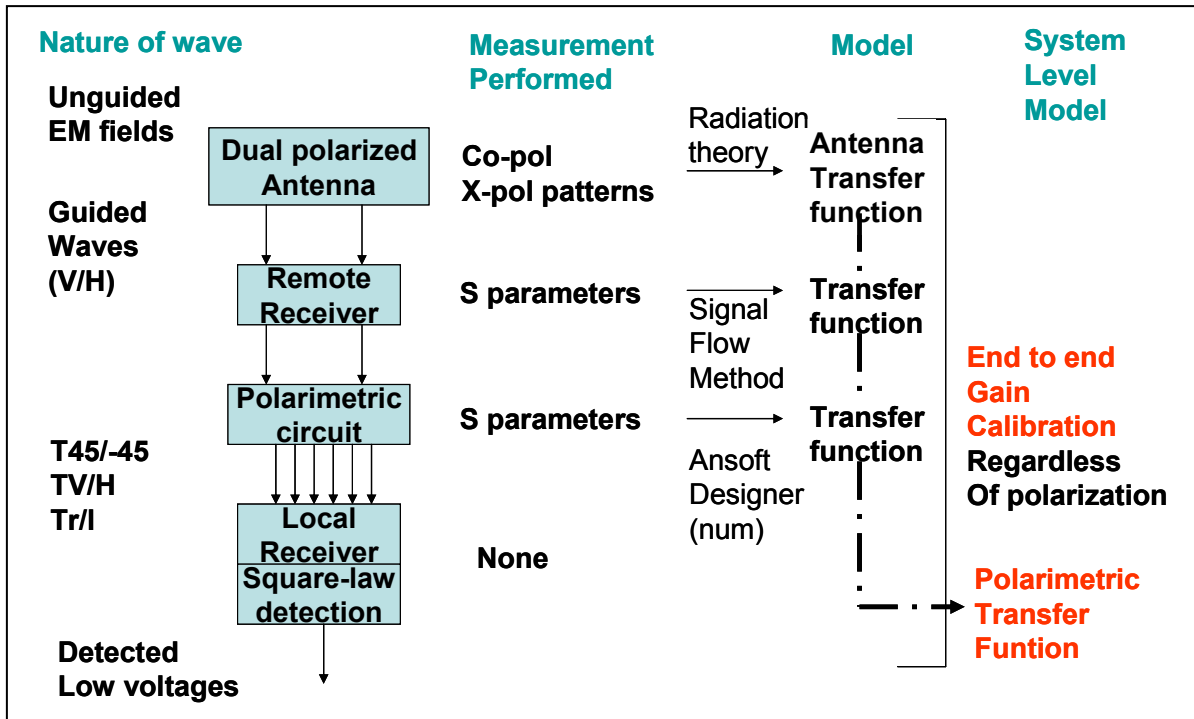 Nature of wave
Measurement
Performed
Model
System
Level
Model
Unguided
EM fields
Dual polarized
Antenna
Co-pol
X-pol patterns
Radiation
theory
Antenna
Transfer
function
Guided
Waves
(V/H)
Remote
Receiver
S parameters
Signal
Flow
Method
Transfer
function
Polarimetric
circuit
S parameters
Ansoft
Designer
(num)
Transfer
function
End to end
Gain
Calibration
Regardless
Of polarization
T45/-45
TV/H
Tr/l
Local
Receiver
Square-law
detection
None
Polarimetric
Transfer
Funtion
Detected
Low voltages